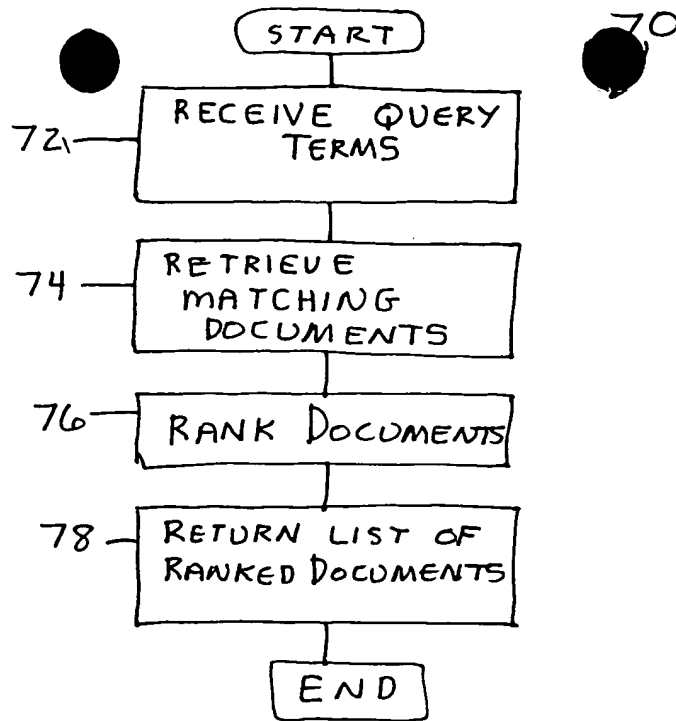 START
70
72
RECEIVE QUERY
TERMS
74
RETRIEVE
MATCHING
DOCUMENTS
76
RANK DOCUMENTS
78
RETURN LIST OF
RANKED DOCUMENTS
END